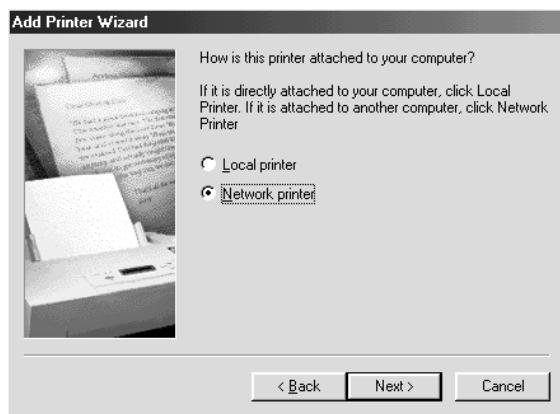 Add Printer Wizard
How is this printer attached to your computer?
If it is directly attached to your computer, click Local
Printer. If it is attached to another computer, click Network
Printer
Local printer
Network printer
< Back
Next >
Cancel